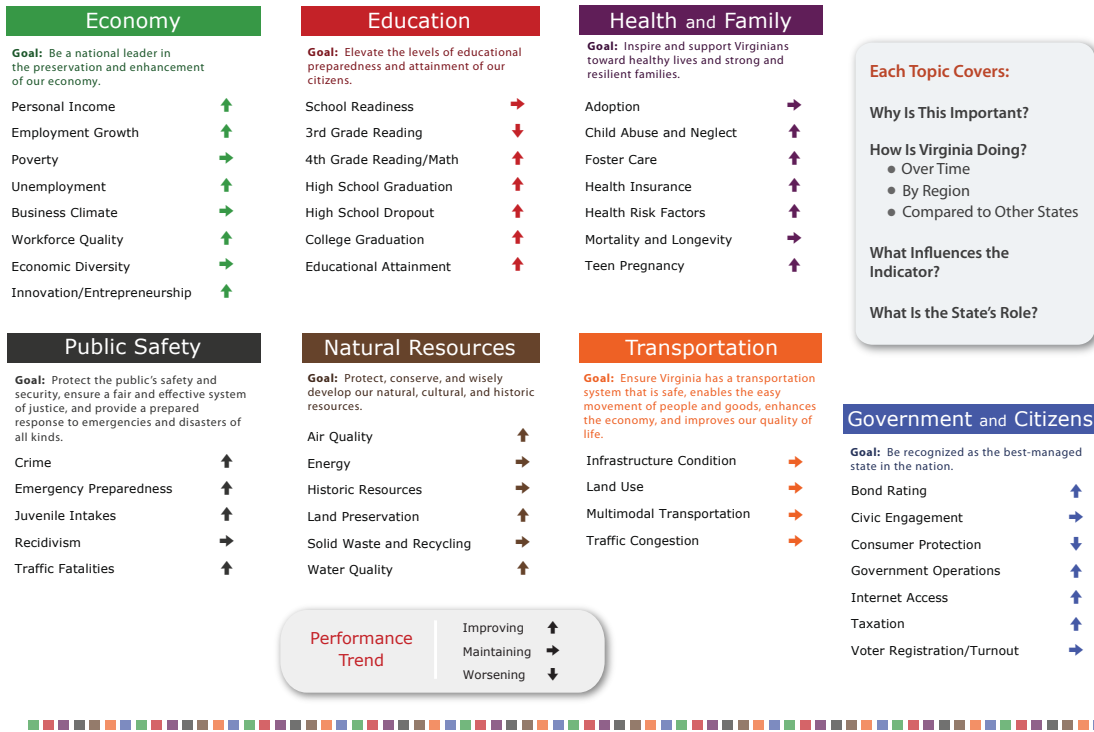 Economy
Goal: Be a national leader in
the preservation and enhancement
of our economy.
Personal Income
Employment Growth
Poverty
Unemployment
Business Climate
Workforce Quality
Economic Diversity
Innovation/Entrepreneurship
Education
Goal: Elevate the levels of educational
preparedness and attainment of our
citizens.
School Readiness
3rd Grade Reading
4th Grade Reading/Math
High School Graduation
High School Dropout
College Graduation
Educational Attainment
Health and Family
Goal: Inspire and support Virginians
toward healthy lives and strong and
resilient families.
Adoption
Child Abuse and Neglect
Foster Care
Health Insurance
Health Risk Factors
Mortality and Longevity
Teen Pregnancy
Each Topic Covers:
Why Is This Important?
How Is Virginia Doing?
● Over Time
● By Region
● Compared to Other States
What Influences the
Indicator?
What Is the State's Role?
Public Safety
Goal: Protect the public's safety and
security, ensure a fair and effective system
of justice, and provide a prepared
response to emergencies and disasters of
all kinds.
Crime
Emergency Preparedness
Juvenile Intakes
Recidivism
Traffic Fatalities
Natural Resources
Goal: Protect, conserve, and wisely
develop our natural, cultural, and historic
resources.
Air Quality
Energy
Historic Resources
Land Preservation
Solid Waste and Recycling
Water Quality
Transportation
Goal: Ensure Virginia has a transportation
system that is safe, enables the easy
movement of people and goods, enhances
the economy, and improves our quality of
life.
Infrastructure Condition
Land Use
Multimodal Transportation
Traffic Congestion
Government and Citizens
Goal: Be recognized as the best-managed
state in the nation.
Bond Rating
Civic Engagement
Consumer Protection
Government Operations
Internet Access
Taxation
Voter Registration/Turnout
Performance
Trend
Improving
Maintaining
Worsening